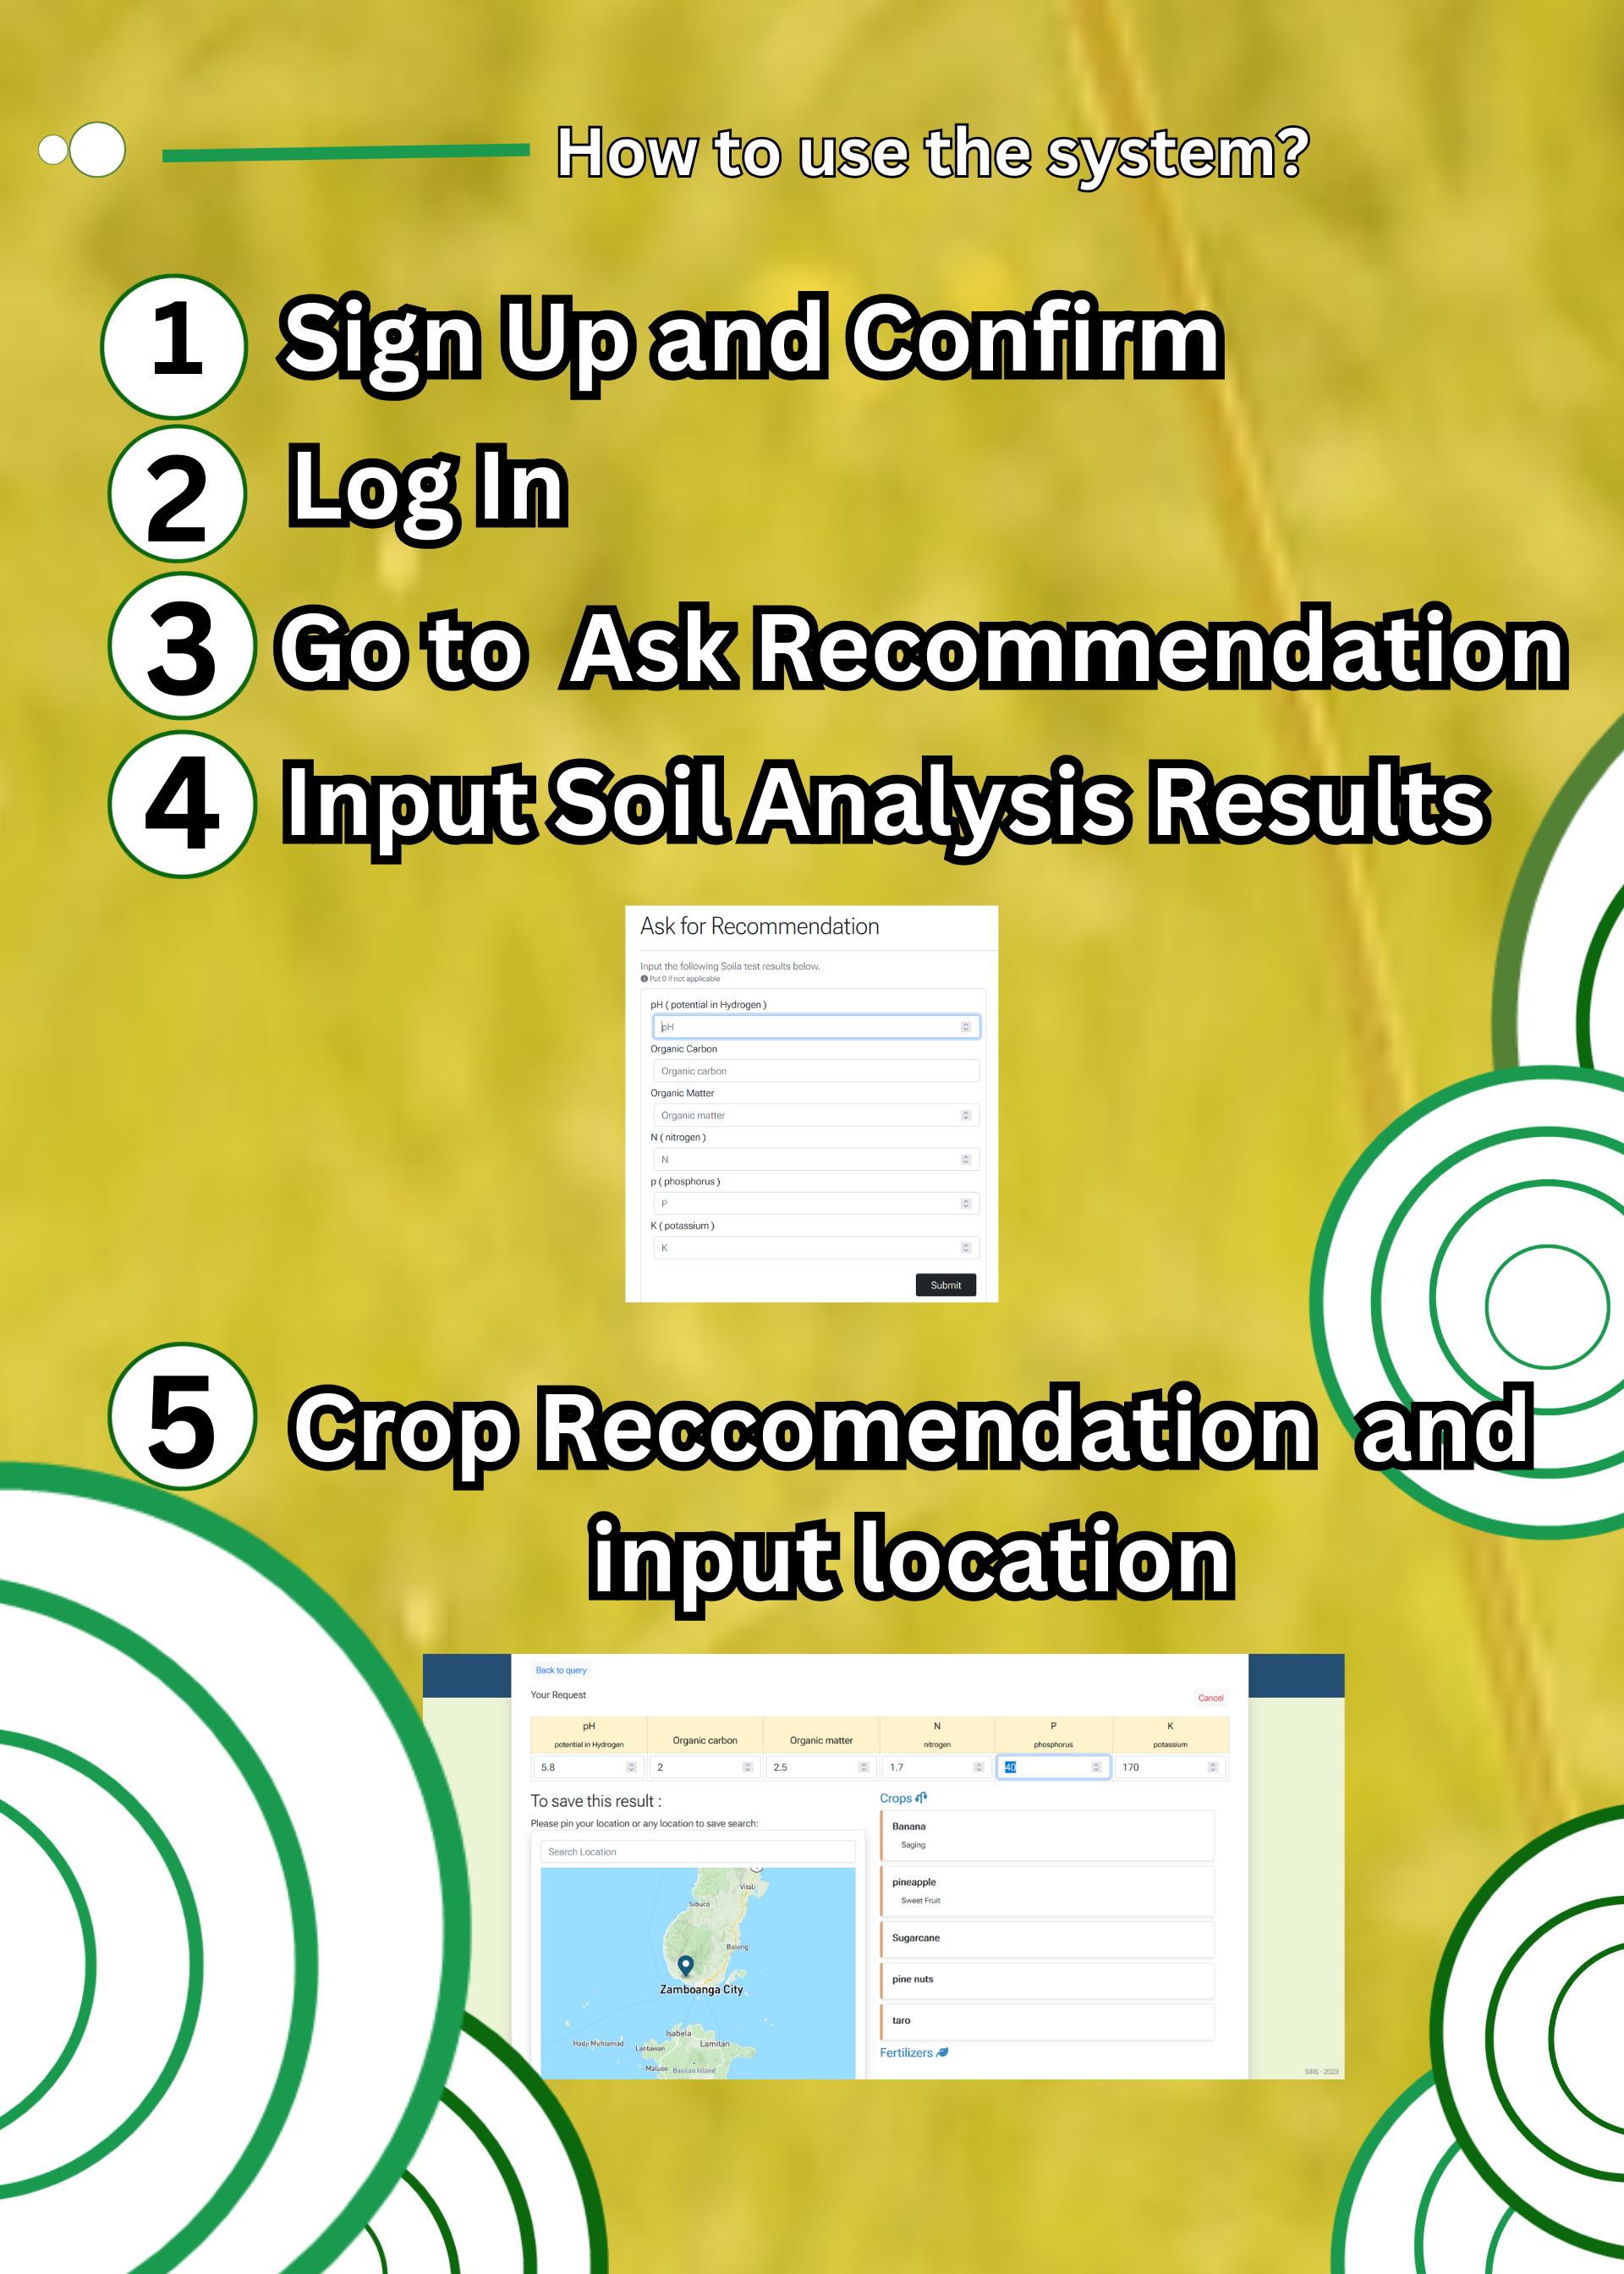 How to use the system?
1 Sign Up and Confirm
2 Log In
3 Go to Ask Recommendation
4 Input Soil Analysis Results
Ask for Recommendation
Input the following Soila test results below.
Put 0 if not applicable
pH ( potential in Hydrogen )
pH
Organic Carbon
Organic carbon
Organic Matter
Organic matter
N ( nitrogen )
N
p ( phosphorus )
P
K ( potassium )
K
Submit
5 Crop Reccomendation and
input location
Back to query
Your Request
Cancel
pH Organic carbon Organic matter N P K
potential in Hydrogen nitrogen phosphorus potassium
5.8 2 2.5 1.7 40 170
To save this result :
Please pin your location or any location to save search:
Search Location
Vitali
Sibuco
Bolong
Zamboanga City
Isabela
Hadji Muhtamad
Lantawan
Lamitan
Maluso
Basilan Island
Crops
Banana
Saging
pineapple
Sweet Fruit
Sugarcane
pine nuts
taro
Fertilizers
SIRS - 2023